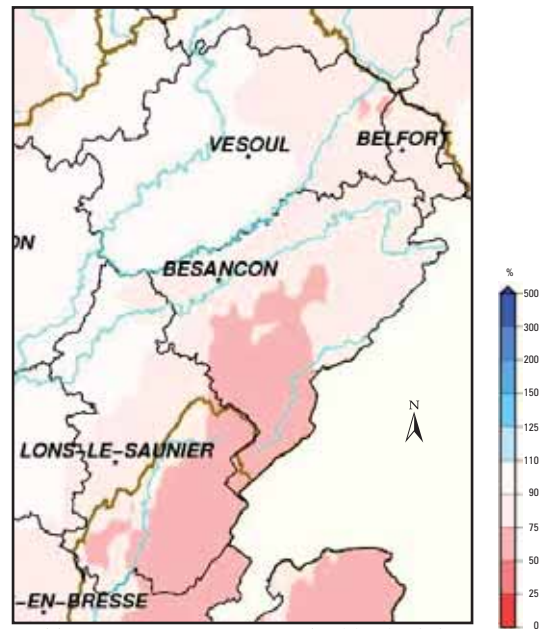 VESOUL
BELFORT
ON
BESANCON
LONS-LE-SAUNIER
-EN-BRESSE
N
%
500
300
200
150
125
110
90
75
50
25
0